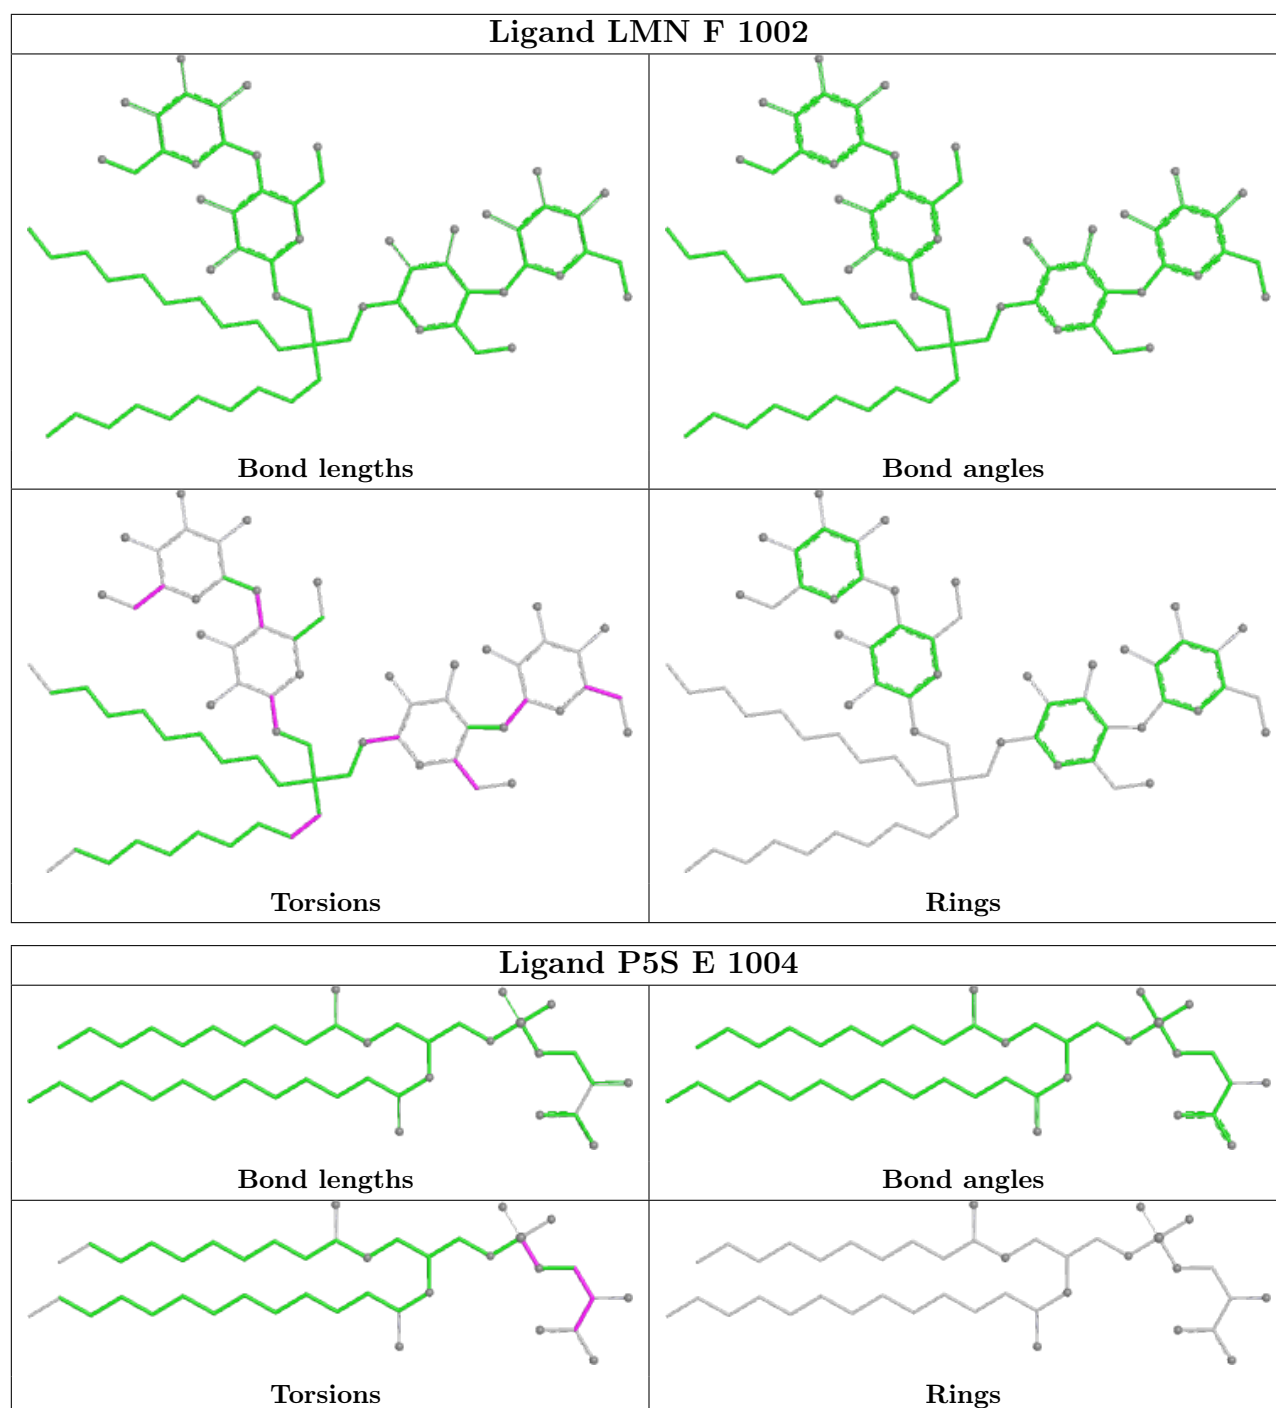 Ligand LMN F 1002
Bond lengths
Bond angles
Torsions
Rings
Ligand P5S E 1004
Bond lengths
Bond angles
Torsions
Rings